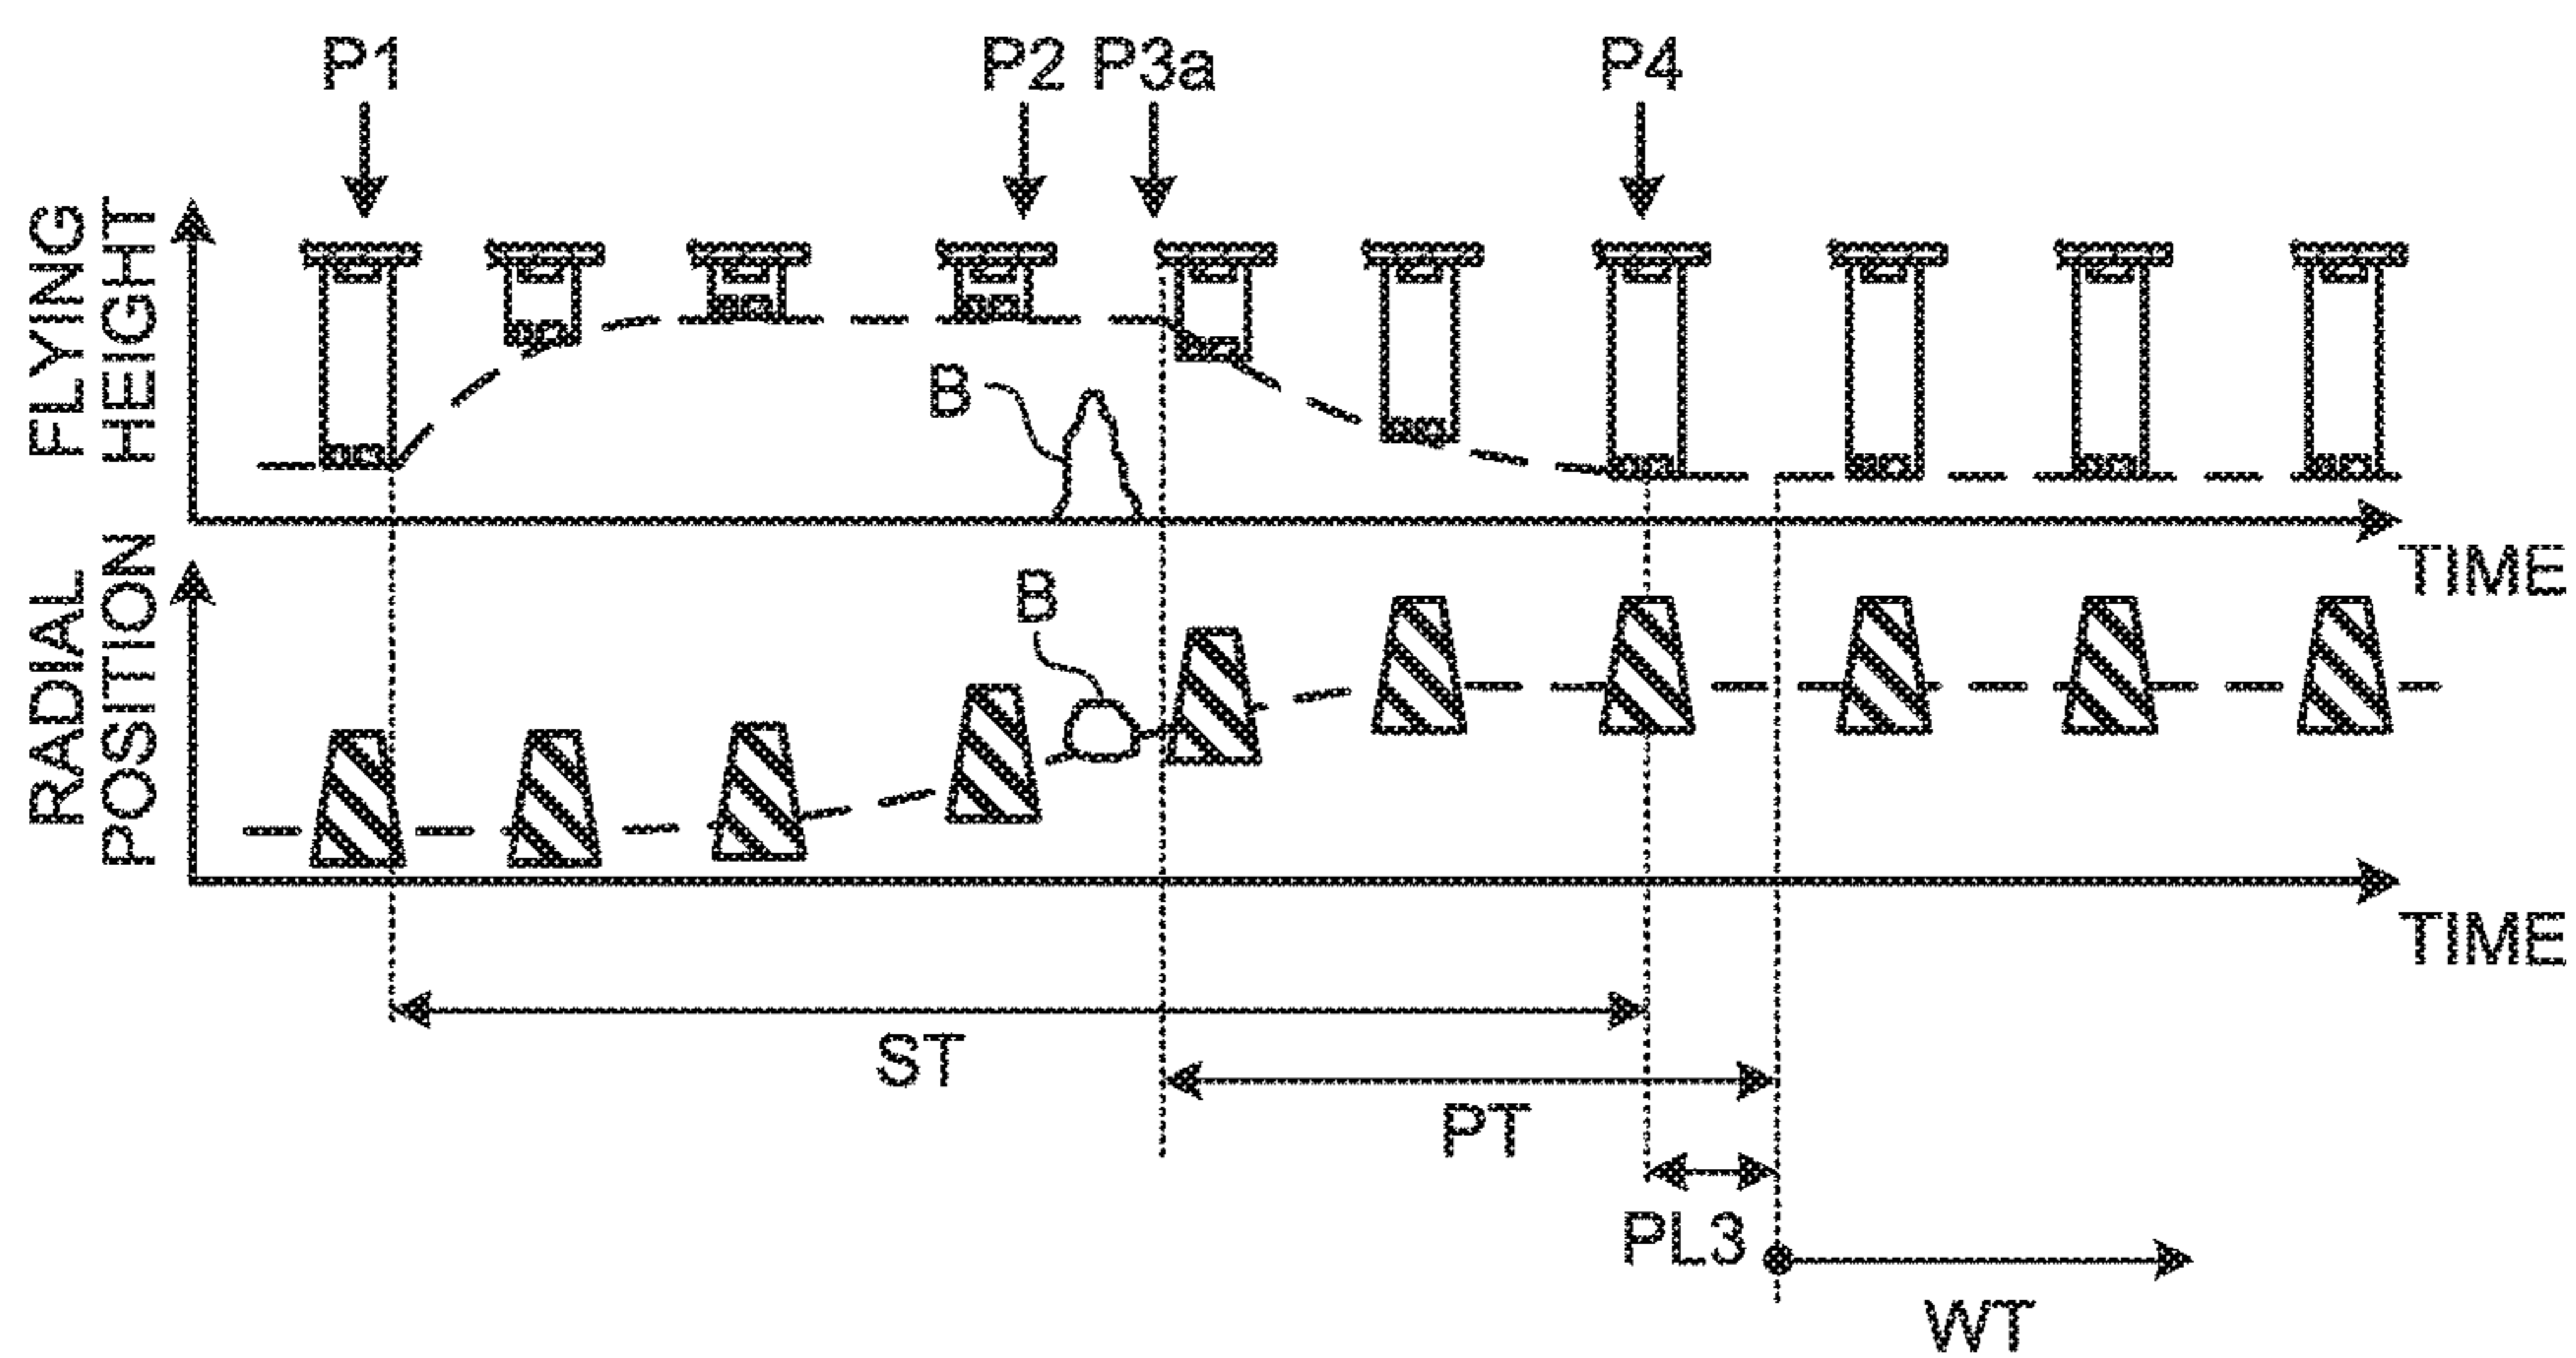 P1
P2
P3a
P4
FLYING
HEIGHT
B
TIME
RADIAL
POSITION
B
TIME
ST
PT
PL3
WT